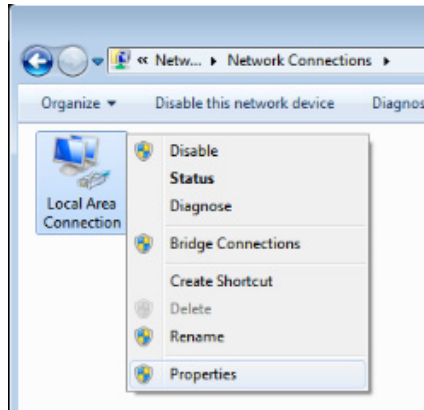 « Netw... ▸ Network Connections ▸
Organize ▾ Disable this network device Diagnos
Local Area
Connection
Disable
Status
Diagnose
Bridge Connections
Create Shortcut
Delete
Rename
Properties